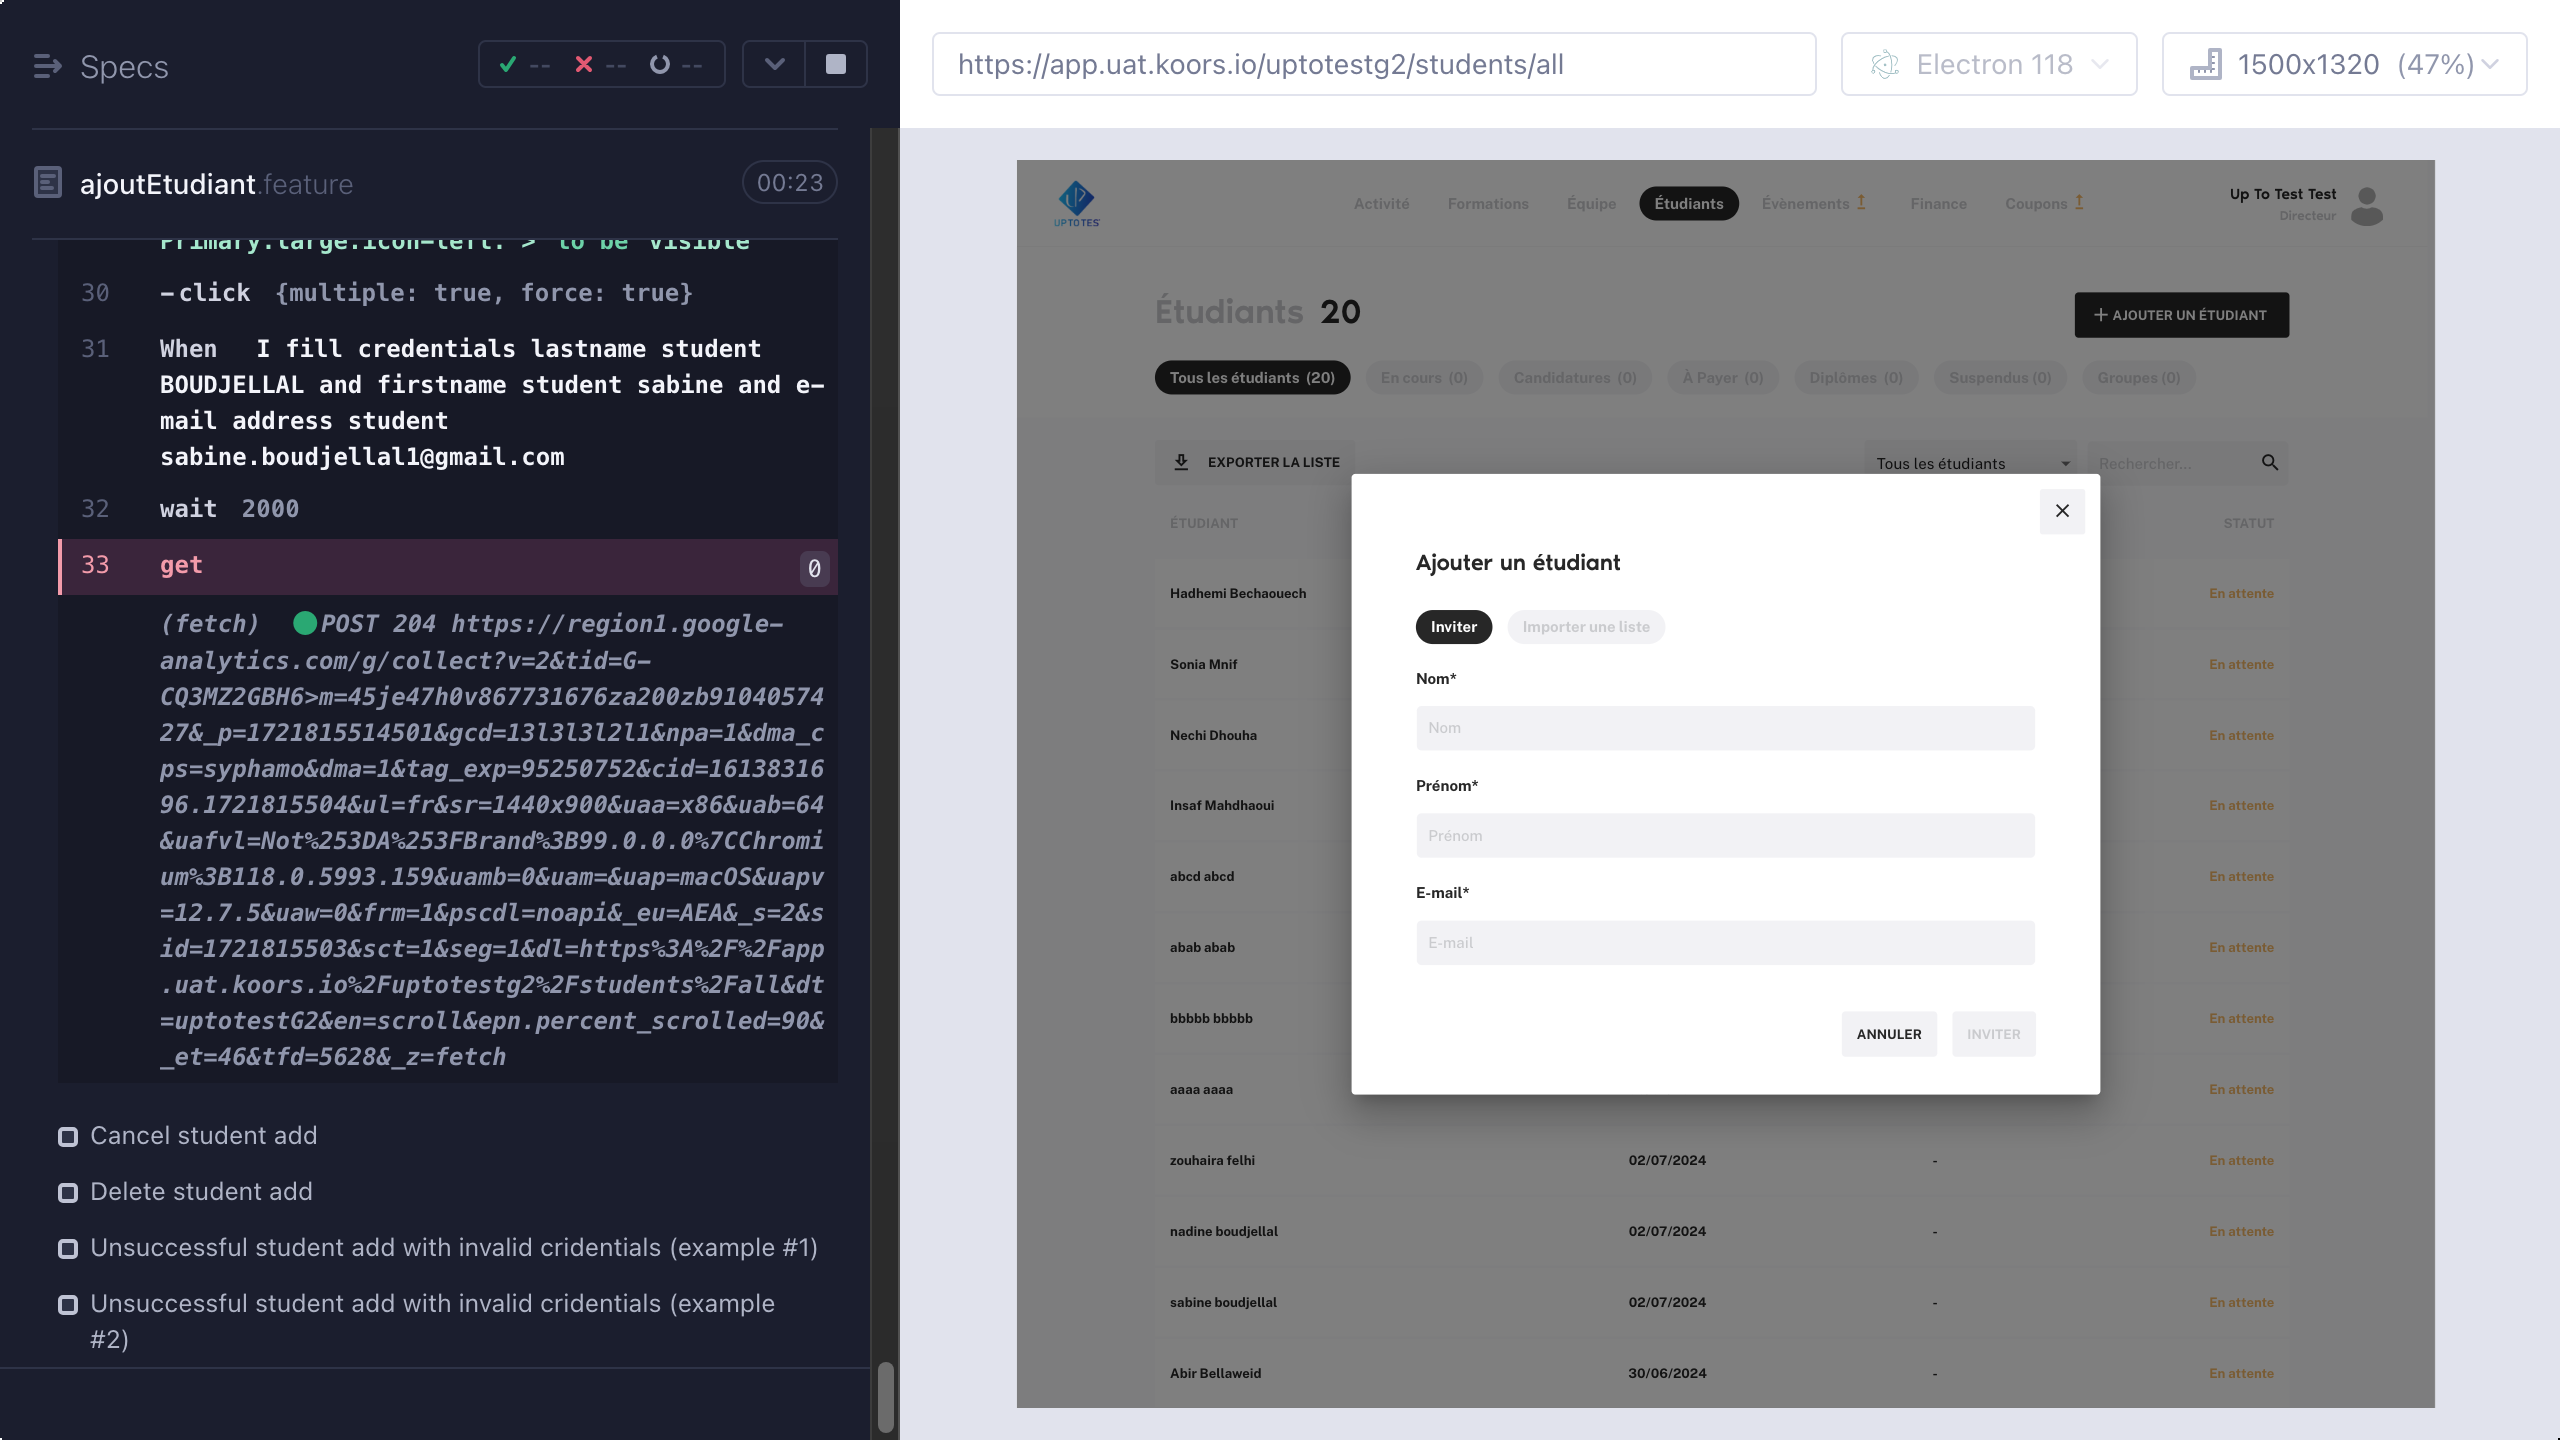 Specs
-- -- --
ajoutEtudiant.feature
00:23
Primary.large.icon-left. > to be visible
30 -click {multiple: true, force: true}
31 When I fill credentials lastname student
BOUDJELLAL and firstname student sabine and e-
mail address student
sabine.boudjellal1@gmail.com
32 wait 2000
33 get 0
(fetch) POST 204 https://region1.google-
analytics.com/g/collect?v=2&tid=G-
CQ3MZ2GBH6>m=45je47h0v867731676za200zb91040574
27&_p=1721815514501&gcd=13l3l3l2l1&npa=1&dma_c
ps=syphamo&dma=1&tag_exp=95250752&cid=16138316
96.1721815504&ul=fr&sr=1440x900&uaa=x86&uab=64
&uafvl=Not%253DA%253FBrand%3B99.0.0.0%7CChromi
um%3B118.0.5993.159&uamb=0&uam=&uap=macOS&uapv
=12.7.5&uaw=0&frm=1&pscdl=noapi&_eu=AEA&_s=2&s
id=1721815503&sct=1&seg=1&dl=https%3A%2F%2Fapp
.uat.koors.io%2Fuptotestg2%2Fstudents%2Fall&dt
=uptotestG2&en=scroll&epn.percent_scrolled=90&
_et=46&tfd=5628&_z=fetch
Cancel student add
Delete student add
Unsuccessful student add with invalid cridentials (example #1)
Unsuccessful student add with invalid cridentials (example
#2)
https://app.uat.koors.io/uptotestg2/students/all
Electron 118
1500x1320 (47%)
UPTOTES
Activité Formations Équipe Étudiants Évènements Finance Coupons
Up To Test Test
Directeur
Étudiants 20
+ AJOUTER UN ÉTUDIANT
Tous les étudiants (20) En cours (0) Candidatures (0) À Payer (0) Diplômes (0) Suspendus (0) Groupes (0)
EXPORTER LA LISTE
Tous les étudiants
Rechercher...
ÉTUDIANT STATUT
Hadhemi Bechaouech En attente
Sonia Mnif En attente
Nechi Dhouha En attente
Insaf Mahdhaoui En attente
abcd abcd En attente
abab abab En attente
bbbbb bbbbb En attente
aaaa aaaa En attente
zouhaira felhi 02/07/2024 - En attente
nadine boudjellal 02/07/2024 - En attente
sabine boudjellal 02/07/2024 - En attente
Abir Bellaweid 30/06/2024 - En attente
Ajouter un étudiant
Inviter Importer une liste
Nom*
Nom
Prénom*
Prénom
E-mail*
E-mail
ANNULER INVITER